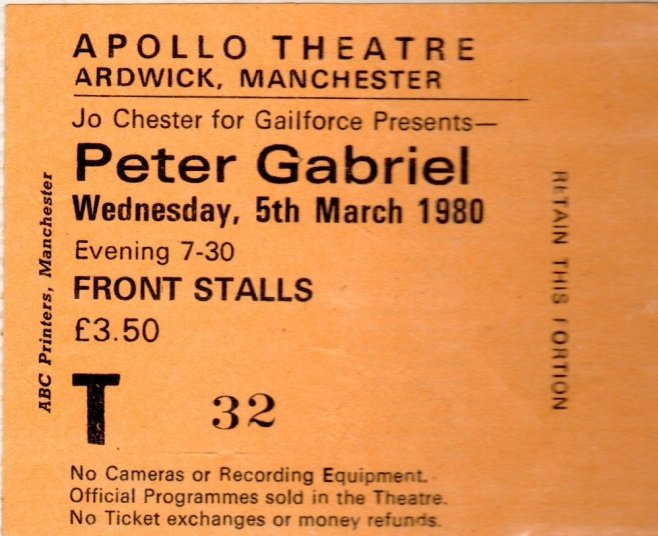 APOLLO THEATRE
ARDWICK, MANCHESTER
Jo Chester for Gailforce Presents—
Peter Gabriel
Wednesday, 5th March 1980
Evening 7-30
FRONT STALLS
£3.50
T 32
No Cameras or Recording Equipment.
Official Programmes sold in the Theatre.
No Ticket exchanges or money refunds.
ABC Printers, Manchester
RETAIN THIS PORTION